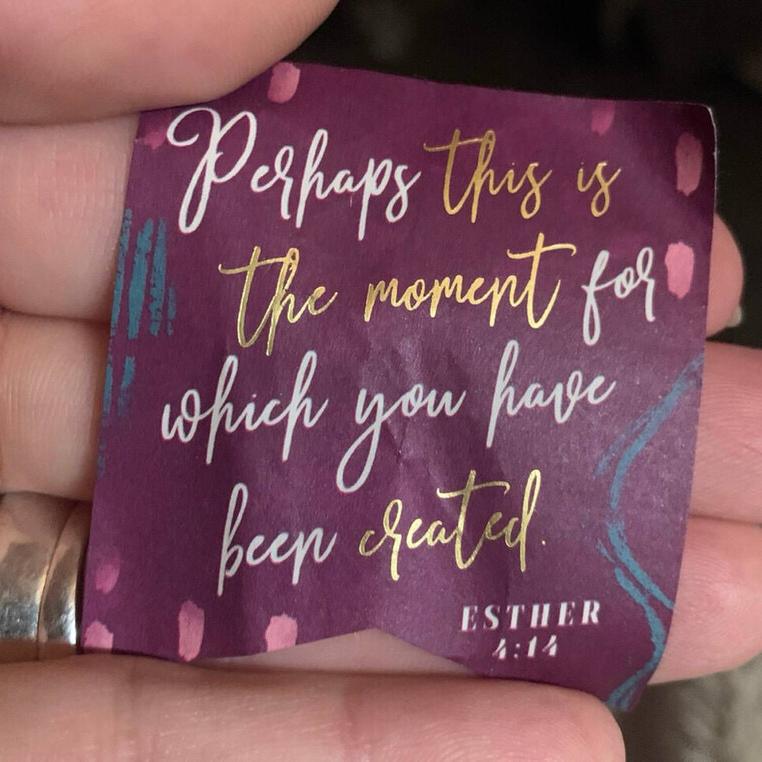 Perhaps this is
the moment for
which you have
been created.
ESTHER
4:14